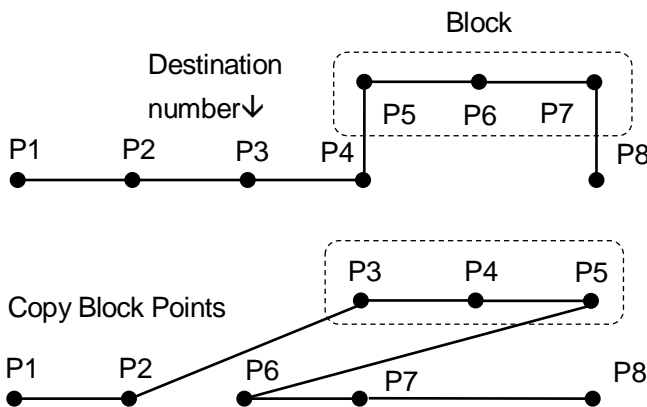 Block
Destination
number↓
P5 P6 P7
P1 P2 P3 P4 P8
P3 P4 P5
Copy Block Points
P1 P2 P6 P7 P8